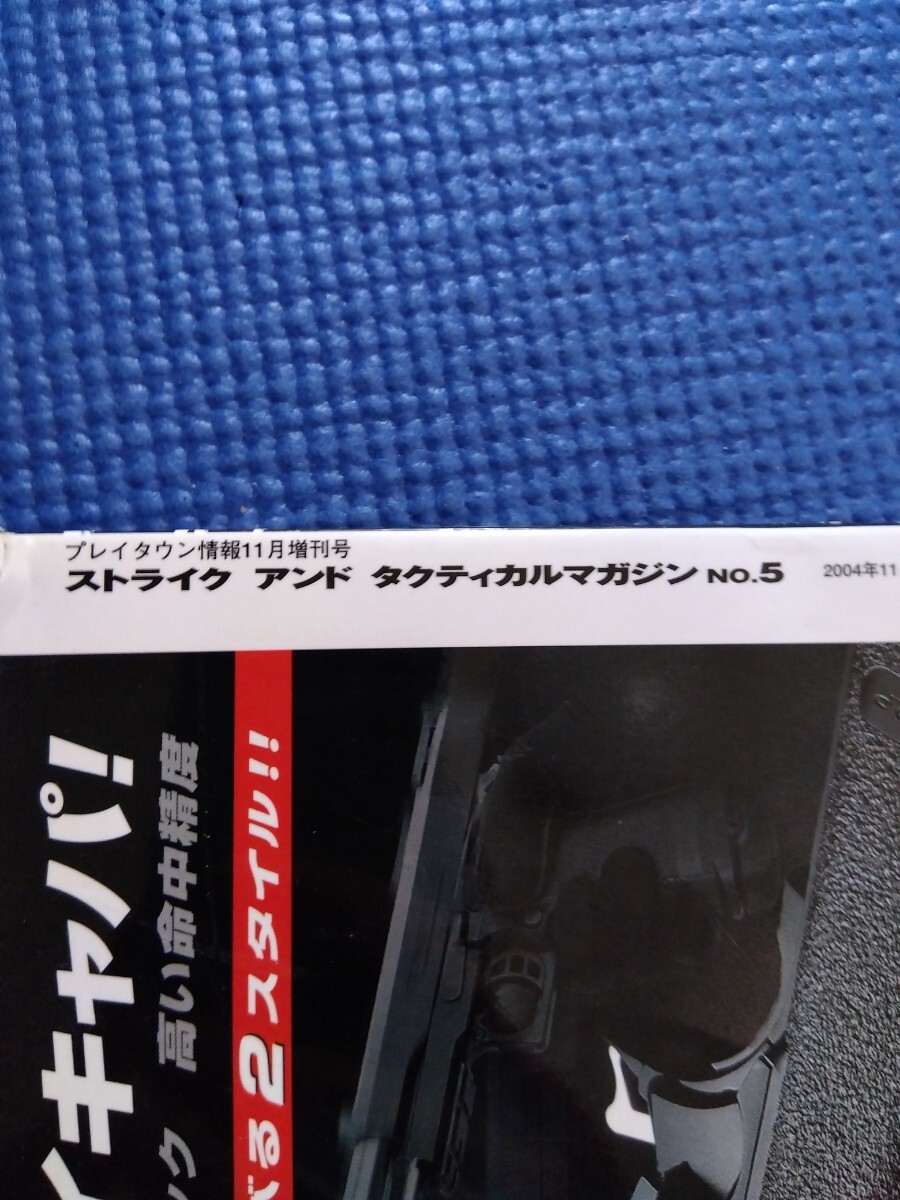 プレイタウン情報11月増刊号
ストライク アンド タクティカルマガジン NO.5
2004年11
キャパ!
高い命中精度
べる2スタイル!!